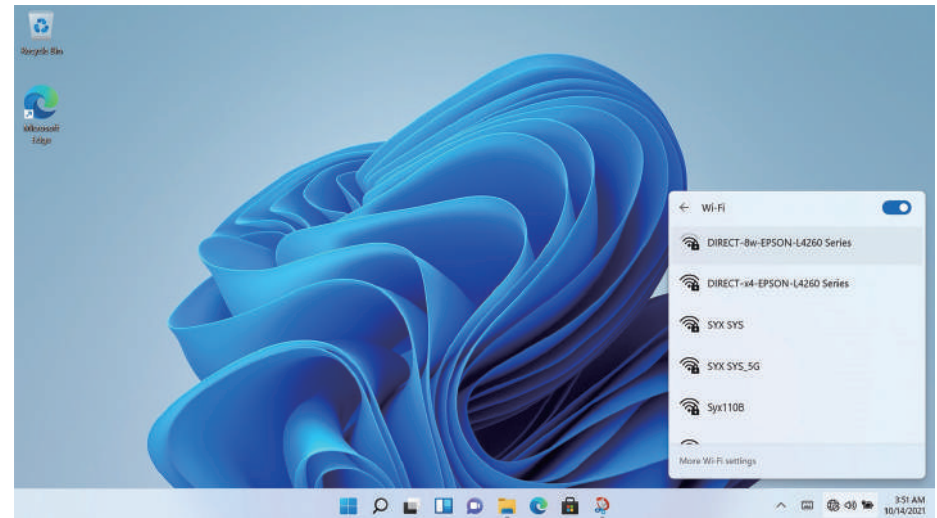 Recycle Bin
Microsoft
Edge
Wi-Fi
DIRECT-8w-EPSON-L4260 Series
DIRECT-x4-EPSON-L4260 Series
SYX SYS
SYX SYS_5G
Syx110B
More Wi-Fi settings
3:51 AM
10/14/2021